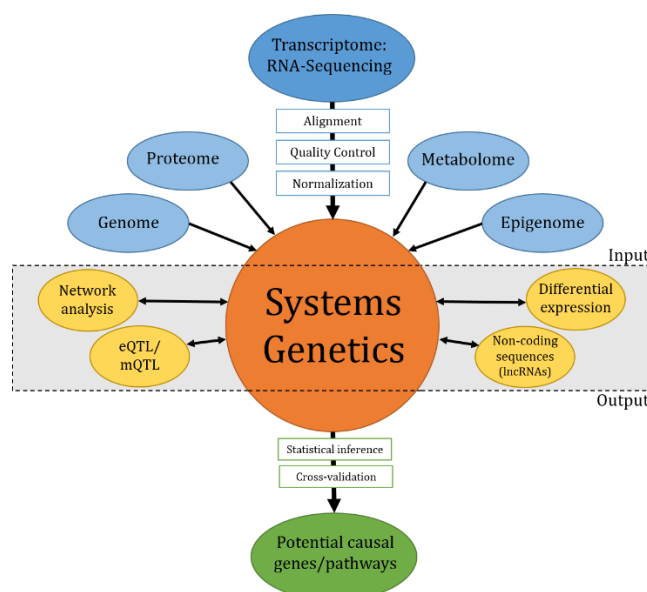 Transcriptome:
RNA-Sequencing
Alignment
Quality Control
Normalization
Proteome
Metabolome
Genome
Epigenome
Input
Network
analysis
Differential
expression
Systems
Genetics
eQTL/
mQTL
Non-coding
sequences
(lncRNAs)
Output
Statistical inference
Cross-validation
Potential causal
genes/pathways